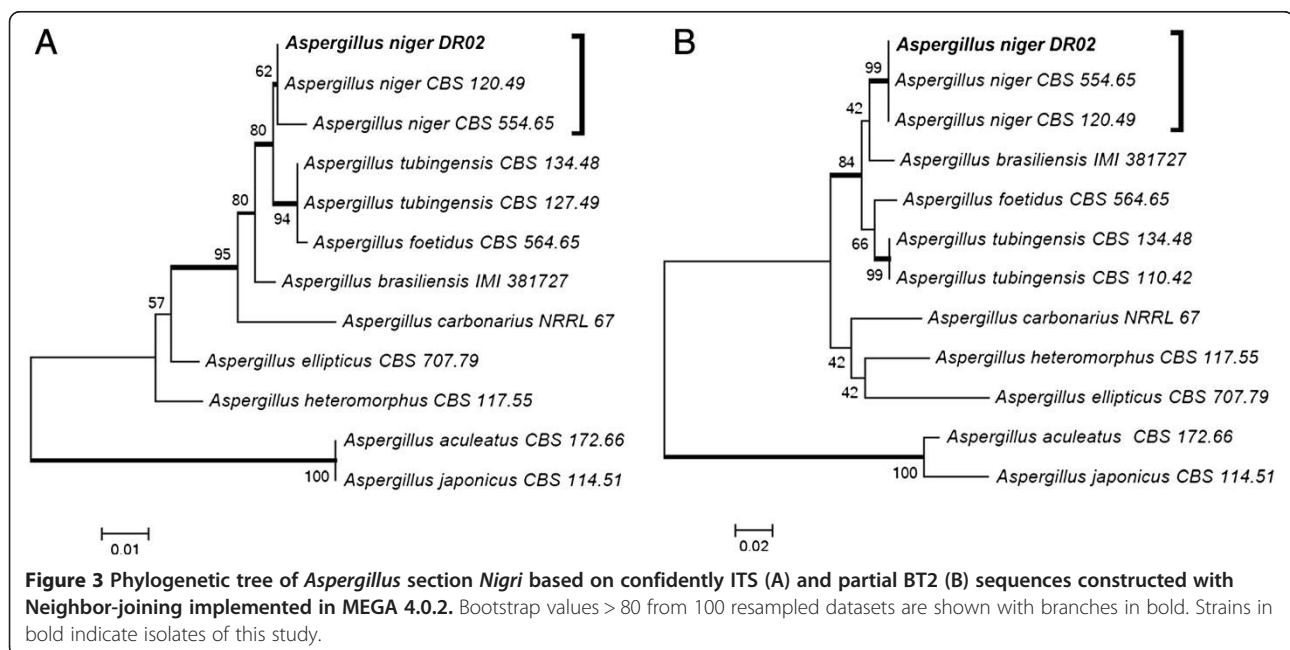 A
Aspergillus niger DR02
62
Aspergillus niger CBS 120.49
Aspergillus niger CBS 554.65
80
Aspergillus tubingensis CBS 134.48
Aspergillus tubingensis CBS 127.49
94
Aspergillus foetidus CBS 564.65
80
Aspergillus brasiliensis IMI 381727
95
Aspergillus carbonarius NRRL 67
57
Aspergillus ellipticus CBS 707.79
Aspergillus heteromorphus CBS 117.55
Aspergillus aculeatus CBS 172.66
100
Aspergillus japonicus CBS 114.51
0.01
B
Aspergillus niger DR02
99
Aspergillus niger CBS 554.65
42
Aspergillus niger CBS 120.49
84
Aspergillus brasiliensis IMI 381727
Aspergillus foetidus CBS 564.65
66
Aspergillus tubingensis CBS 134.48
99
Aspergillus tubingensis CBS 110.42
Aspergillus carbonarius NRRL 67
42
Aspergillus heteromorphus CBS 117.55
42
Aspergillus ellipticus CBS 707.79
Aspergillus aculeatus CBS 172.66
100
Aspergillus japonicus CBS 114.51
0.02
Figure 3 Phylogenetic tree of Aspergillus section Nigri based on confidently ITS (A) and partial BT2 (B) sequences constructed with
Neighbor-joining implemented in MEGA 4.0.2. Bootstrap values > 80 from 100 resampled datasets are shown with branches in bold. Strains in
bold indicate isolates of this study.